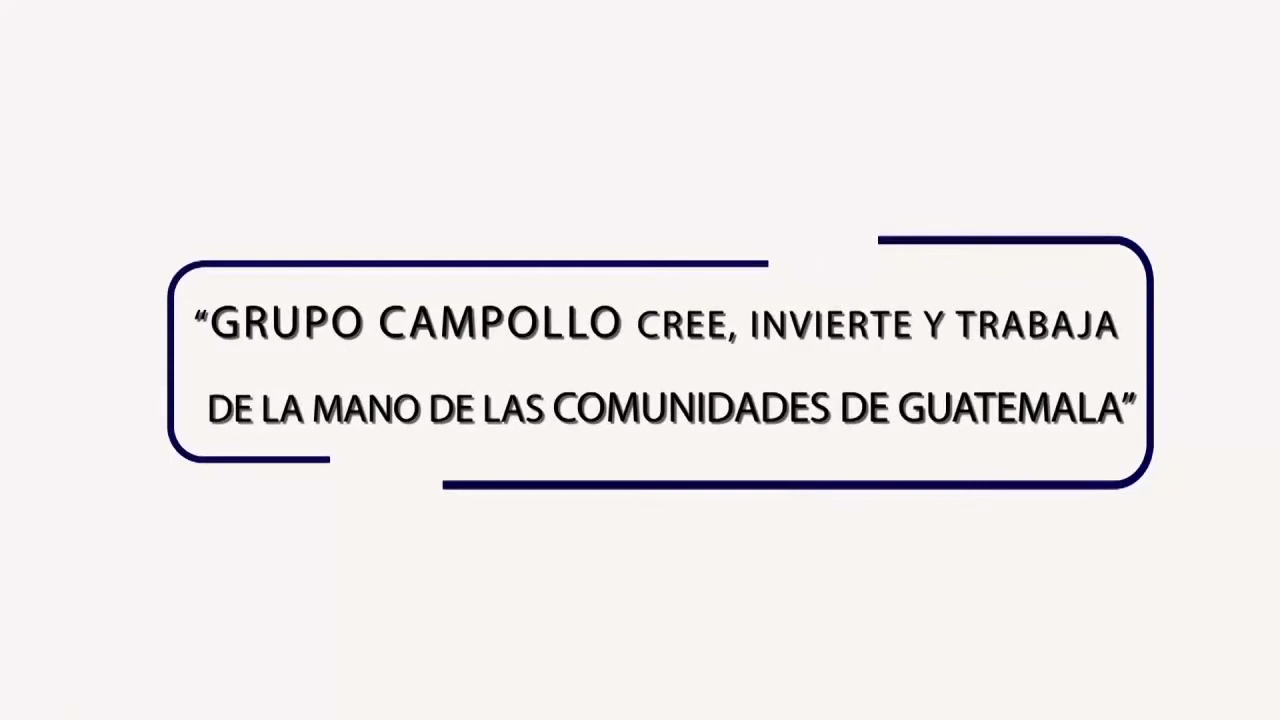 “GRUPO CAMPOLLO CREE, INVIERTE Y TRABAJA
DE LA MANO DE LAS COMUNIDADES DE GUATEMALA”